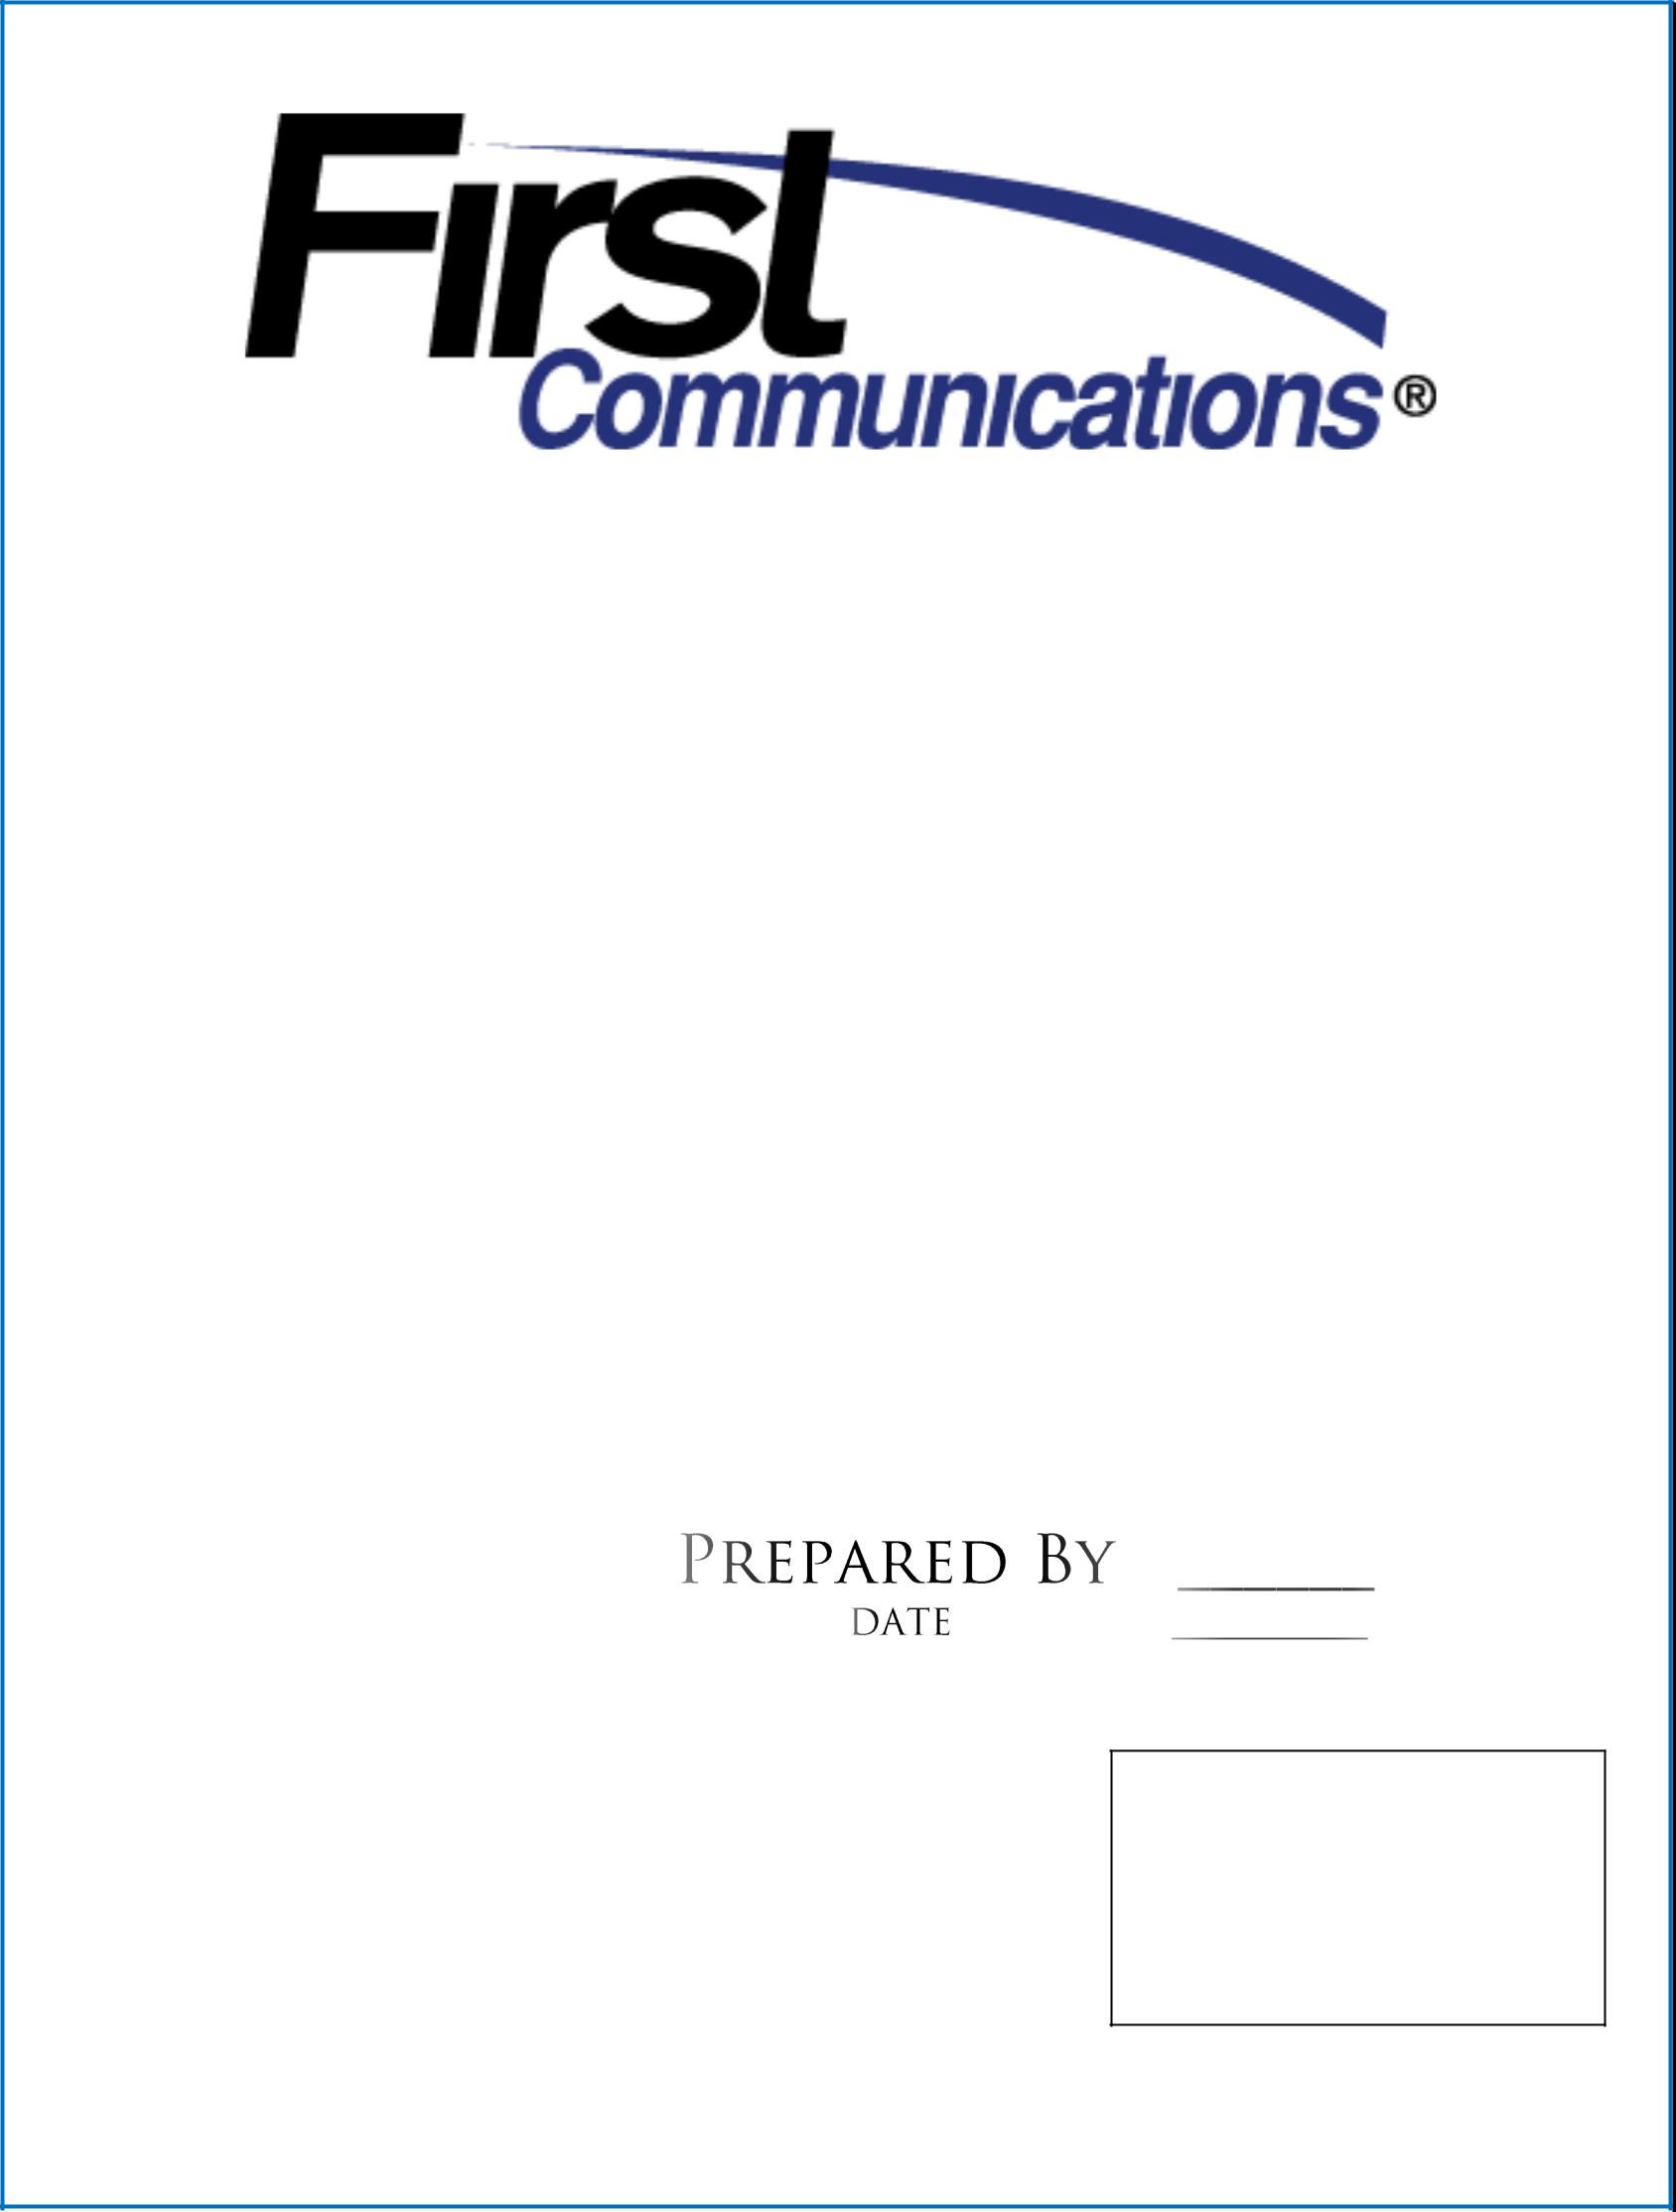 First
Communications®
PREPARED BY
DATE